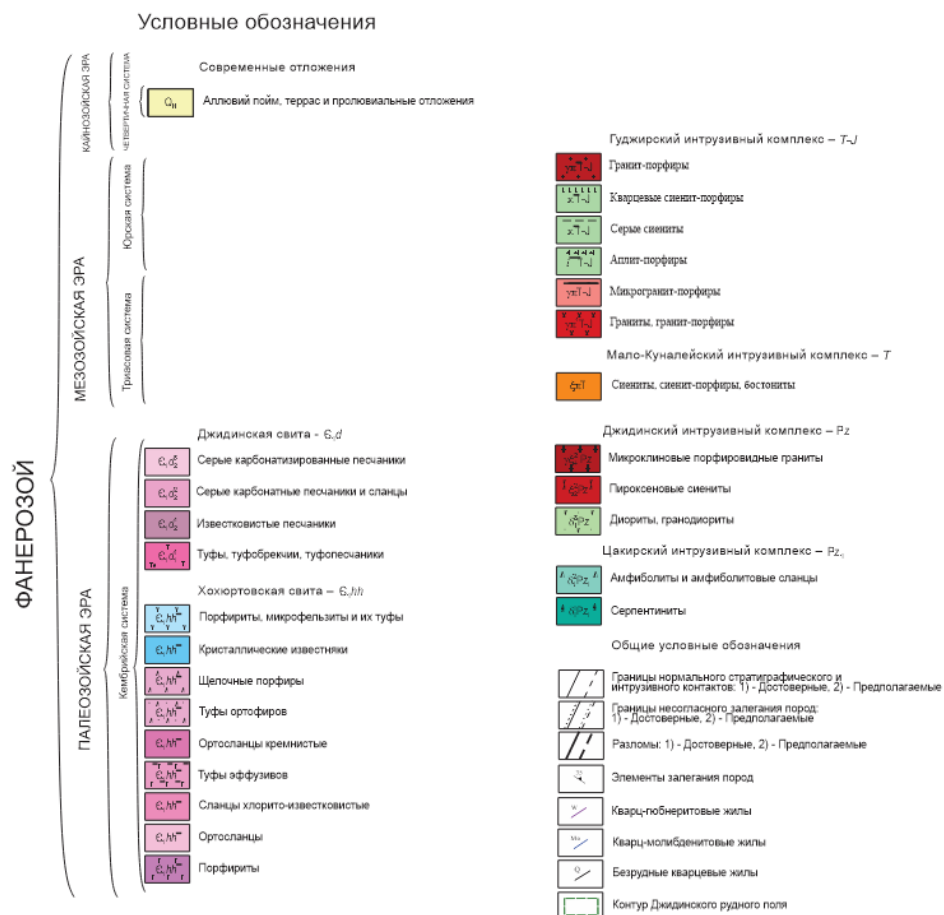 Условные обозначения
ФАНЕРОЗОЙ
КАЙНОЗОЙСКАЯ ЭРА
ЧЕТВЕРТИЧНАЯ СИСТЕМА
Современные отложения
Аллювий пойм, террас и пролювиальные отложения
МЕЗОЗОЙСКАЯ ЭРА
Юрская система
Триасовая система
ПАЛЕОЗОЙСКАЯ ЭРА
Кембрийская система
Джидинская свита -
Серые карбонатизированные песчаники
Серые карбонатные песчаники и сланцы
Известковистые песчаники
Туфы, туфобрекчии, туфопесчаники
Хохюртовская свита –
Порфириты, микрофельзиты и их туфы
Кристаллические известняки
Щелочные порфиры
Туфы ортофиров
Ортосланцы кремнистые
Туфы эффузивов
Сланцы хлорито-известковистые
Ортосланцы
Порфириты
Гуджирский интрузивный комплекс – T-J
Гранит-порфиры
Кварцевые сиенит-порфиры
Серые сиениты
Аплит-порфиры
Микрогранит-порфиры
Граниты, гранит-порфиры
Мало-Куналейский интрузивный комплекс – T
Сиениты, сиенит-порфиры, бостониты
Джидинский интрузивный комплекс – Pz
Микроклиновые порфировидные граниты
Пироксеновые сиениты
Диориты, гранодиориты
Цакирский интрузивный комплекс – Pz₁
Амфиболиты и амфиболитовые сланцы
Серпентиниты
Общие условные обозначения
Границы нормального стратиграфического и
интрузивного контактов: 1) - Достоверные, 2) - Предполагаемые
Границы несогласного залегания пород:
1) - Достоверные, 2) - Предполагаемые
Разломы: 1) - Достоверные, 2) - Предполагаемые
Элементы залегания пород
W
Кварц-гюбнеритовые жилы
Mo
Кварц-молибденитовые жилы
Q
Безрудные кварцевые жилы
Контур Джидинского рудного поля